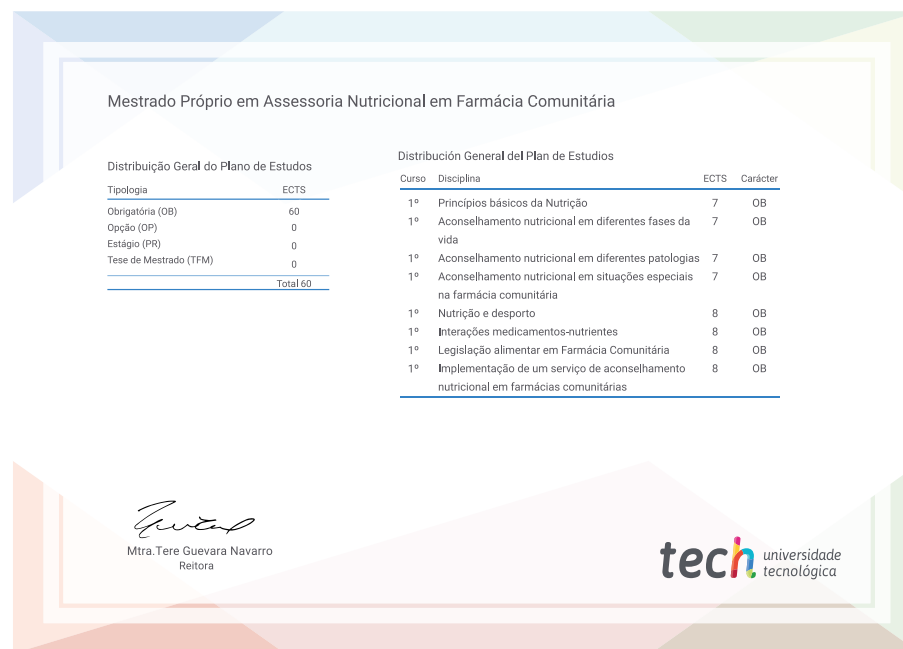 Mestrado Próprio em Assessoria Nutricional em Farmácia Comunitária
Distribuição Geral do Plano de Estudos
Tipologia ECTS
Obrigatória (OB) 60
Opção (OP) 0
Estágio (PR) 0
Tese de Mestrado (TFM) 0
Total 60
Distribución General del Plan de Estudios
Curso Disciplina ECTS Carácter
1º Princípios básicos da Nutrição 7 OB
1º Aconselhamento nutricional em diferentes fases da 7 OB
vida
1º Aconselhamento nutricional em diferentes patologias 7 OB
1º Aconselhamento nutricional em situações especiais 7 OB
na farmácia comunitária
1º Nutrição e desporto 8 OB
1º Interações medicamentos-nutrientes 8 OB
1º Legislação alimentar em Farmácia Comunitária 8 OB
1º Implementação de um serviço de aconselhamento 8 OB
nutricional em farmácias comunitárias
Mtra.Tere Guevara Navarro
Reitora
tech universidade
tecnológica